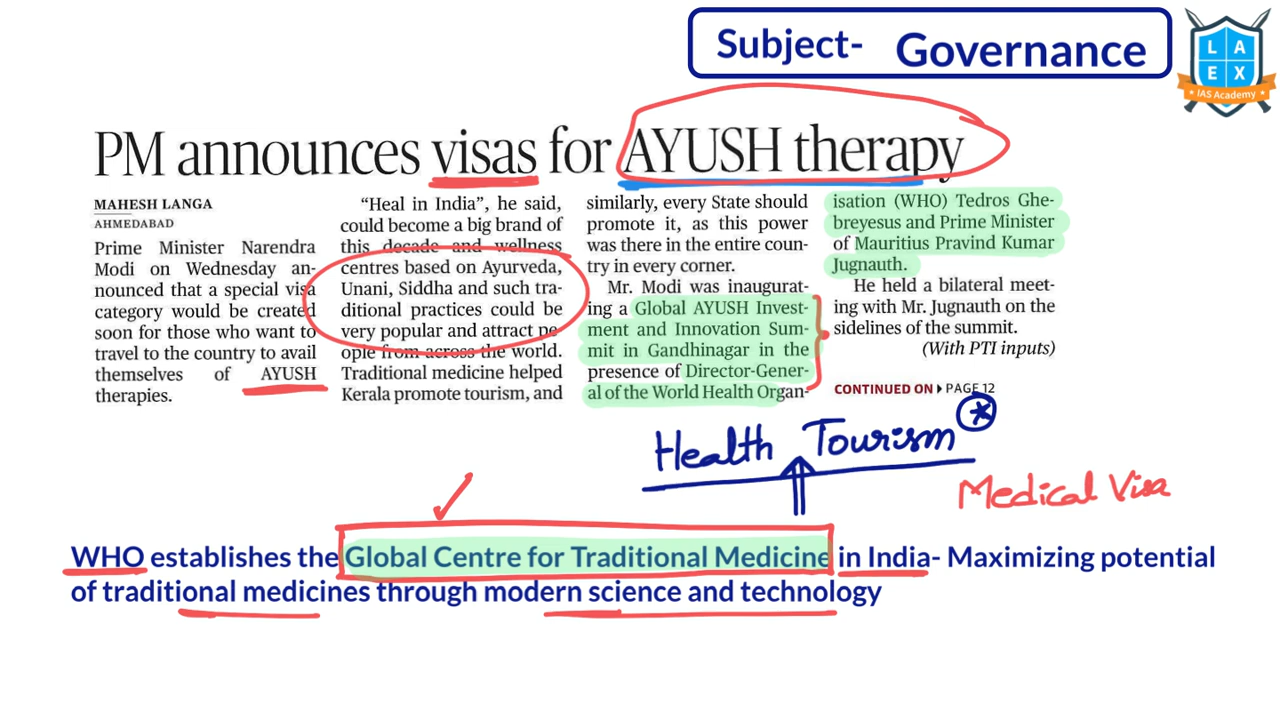 Subject- Governance
L A
E X
IAS Academy
PM announces visas for AYUSH therapy
MAHESH LANGA
AHMEDABAD
Prime Minister Narendra
Modi on Wednesday an-
nounced that a special visa
category would be created
soon for those who want to
travel to the country to avail
themselves of AYUSH
therapies.
“Heal in India”, he said,
could become a big brand of
this decade and wellness
centres based on Ayurveda,
Unani, Siddha and such tra-
ditional practices could be
very popular and attract pe-
ople from across the world.
Traditional medicine helped
Kerala promote tourism, and
similarly, every State should
promote it, as this power
was there in the entire coun-
try in every corner.
Mr. Modi was inaugurat-
ing a Global AYUSH Invest-
ment and Innovation Sum-
mit in Gandhinagar in the
presence of Director-Gener-
al of the World Health Organ-
isation (WHO) Tedros Ghe-
breyesus and Prime Minister
of Mauritius Pravind Kumar
Jugnauth.
He held a bilateral meet-
ing with Mr. Jugnauth on the
sidelines of the summit.
(With PTI inputs)
CONTINUED ON PAGE 12
Health Tourism
Medical Visa
WHO establishes the Global Centre for Traditional Medicine in India- Maximizing potential
of traditional medicines through modern science and technology